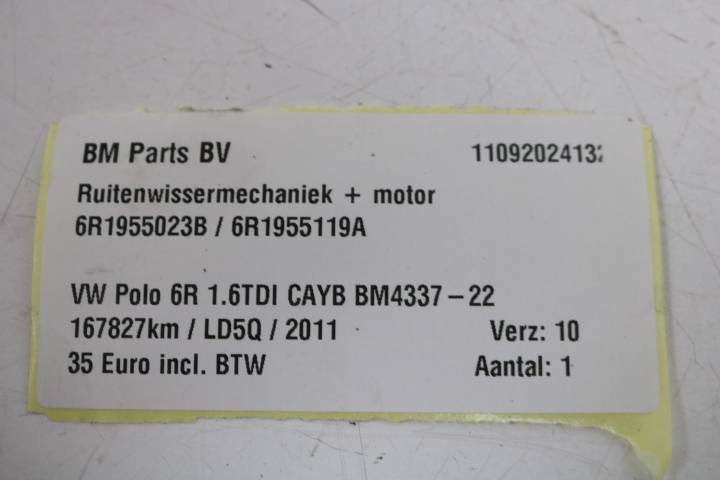 BM Parts BV 1109202413
Ruitenwissermechaniek + motor
6R1955023B / 6R1955119A
VW Polo 6R 1.6TDI CAYB BM4337-22
167827km / LD5Q / 2011 Verz: 10
35 Euro incl. BTW Aantal: 1